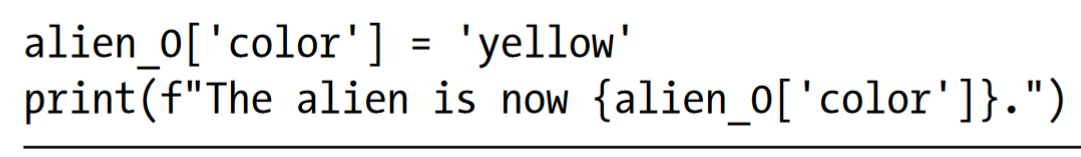 alien_0['color'] = 'yellow'
print(f"The alien is now {alien_0['color']}.")